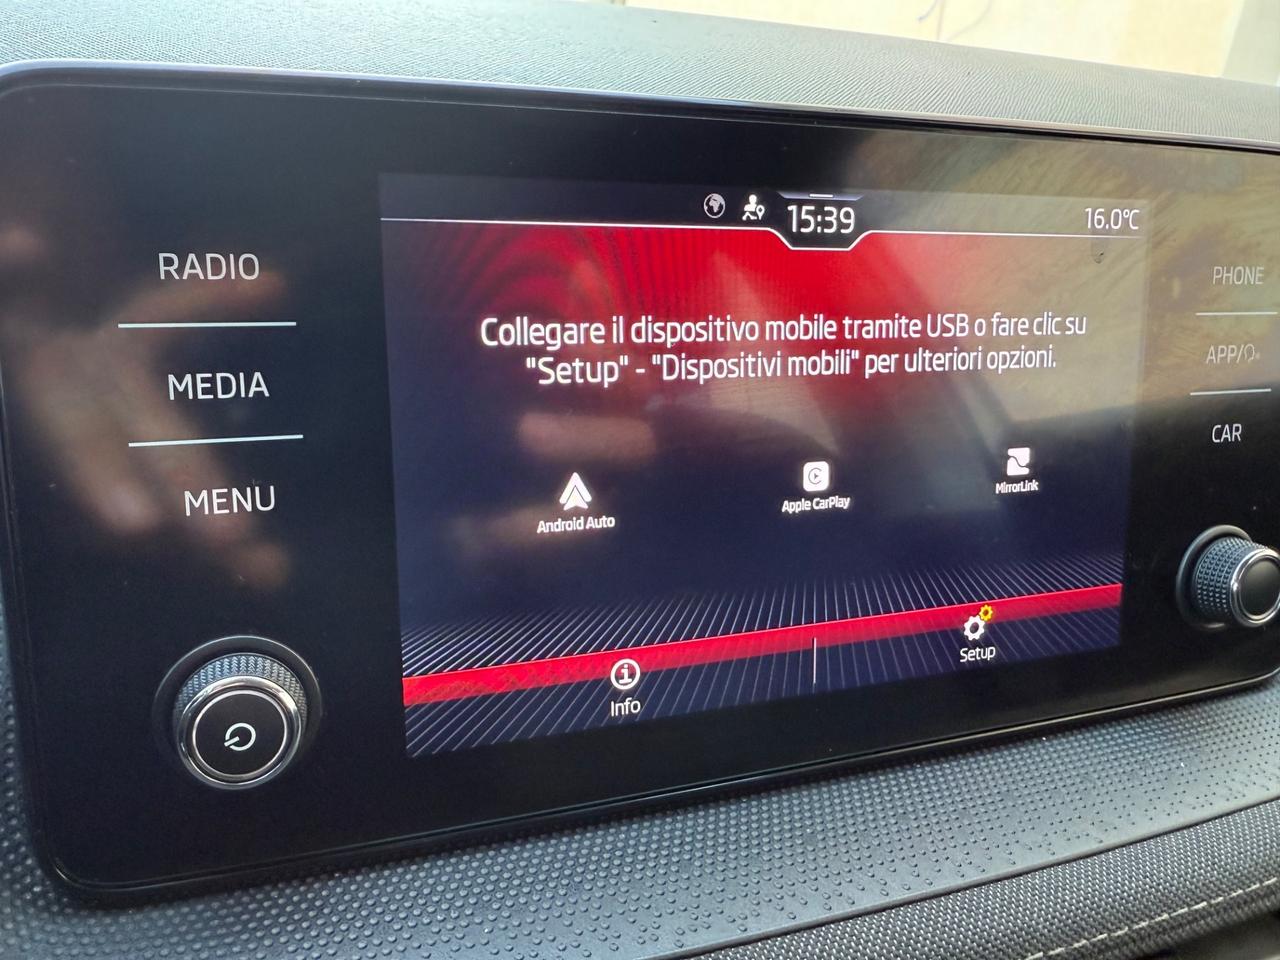 15:39
16.0°C
RADIO
MEDIA
MENU
Collegare il dispositivo mobile tramite USB o fare clic su
"Setup" - "Dispositivi mobili" per ulteriori opzioni.
Android Auto
Apple CarPlay
MirrorLink
Info
Setup
PHONE
APP/
CAR